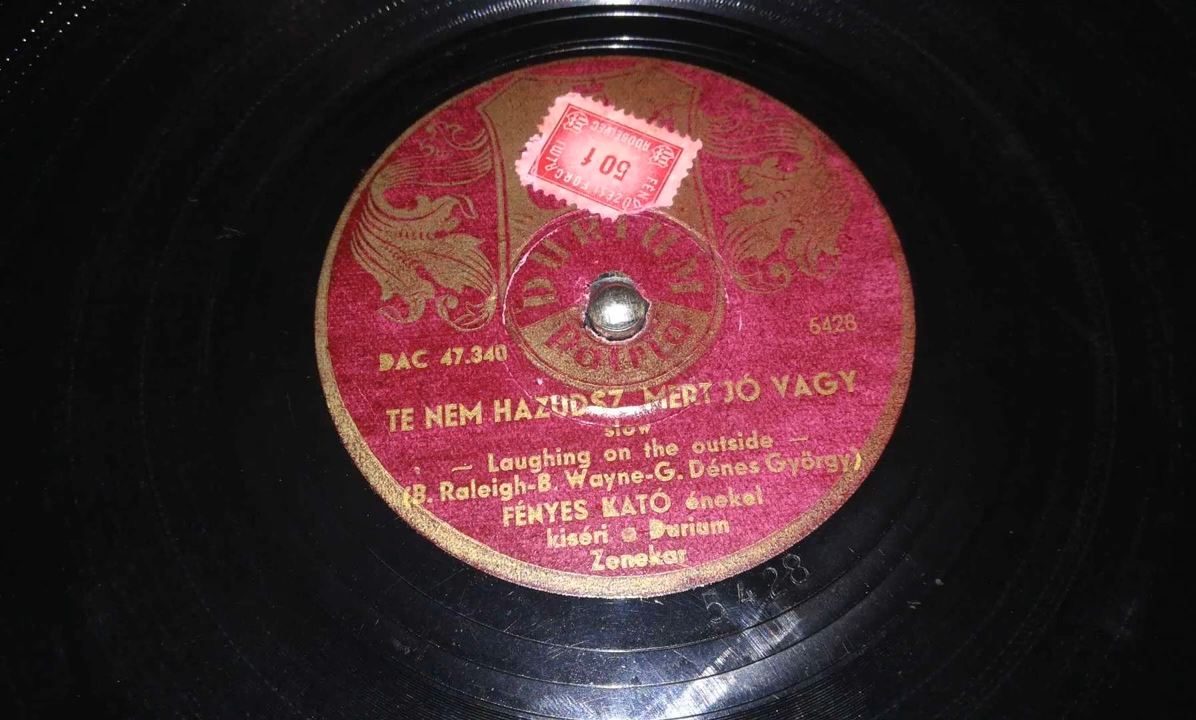 DURIUM
DAC 47.340
5428
TE NEM HAZUDSZ, MERT JÓ VAGY
slow
— Laughing on the outside —
(B. Raleigh-B. Wayne-G. Dénes György)
FÉNYES KATÓ énekel
kiséri a Durium
Zenekar
5428
50 f